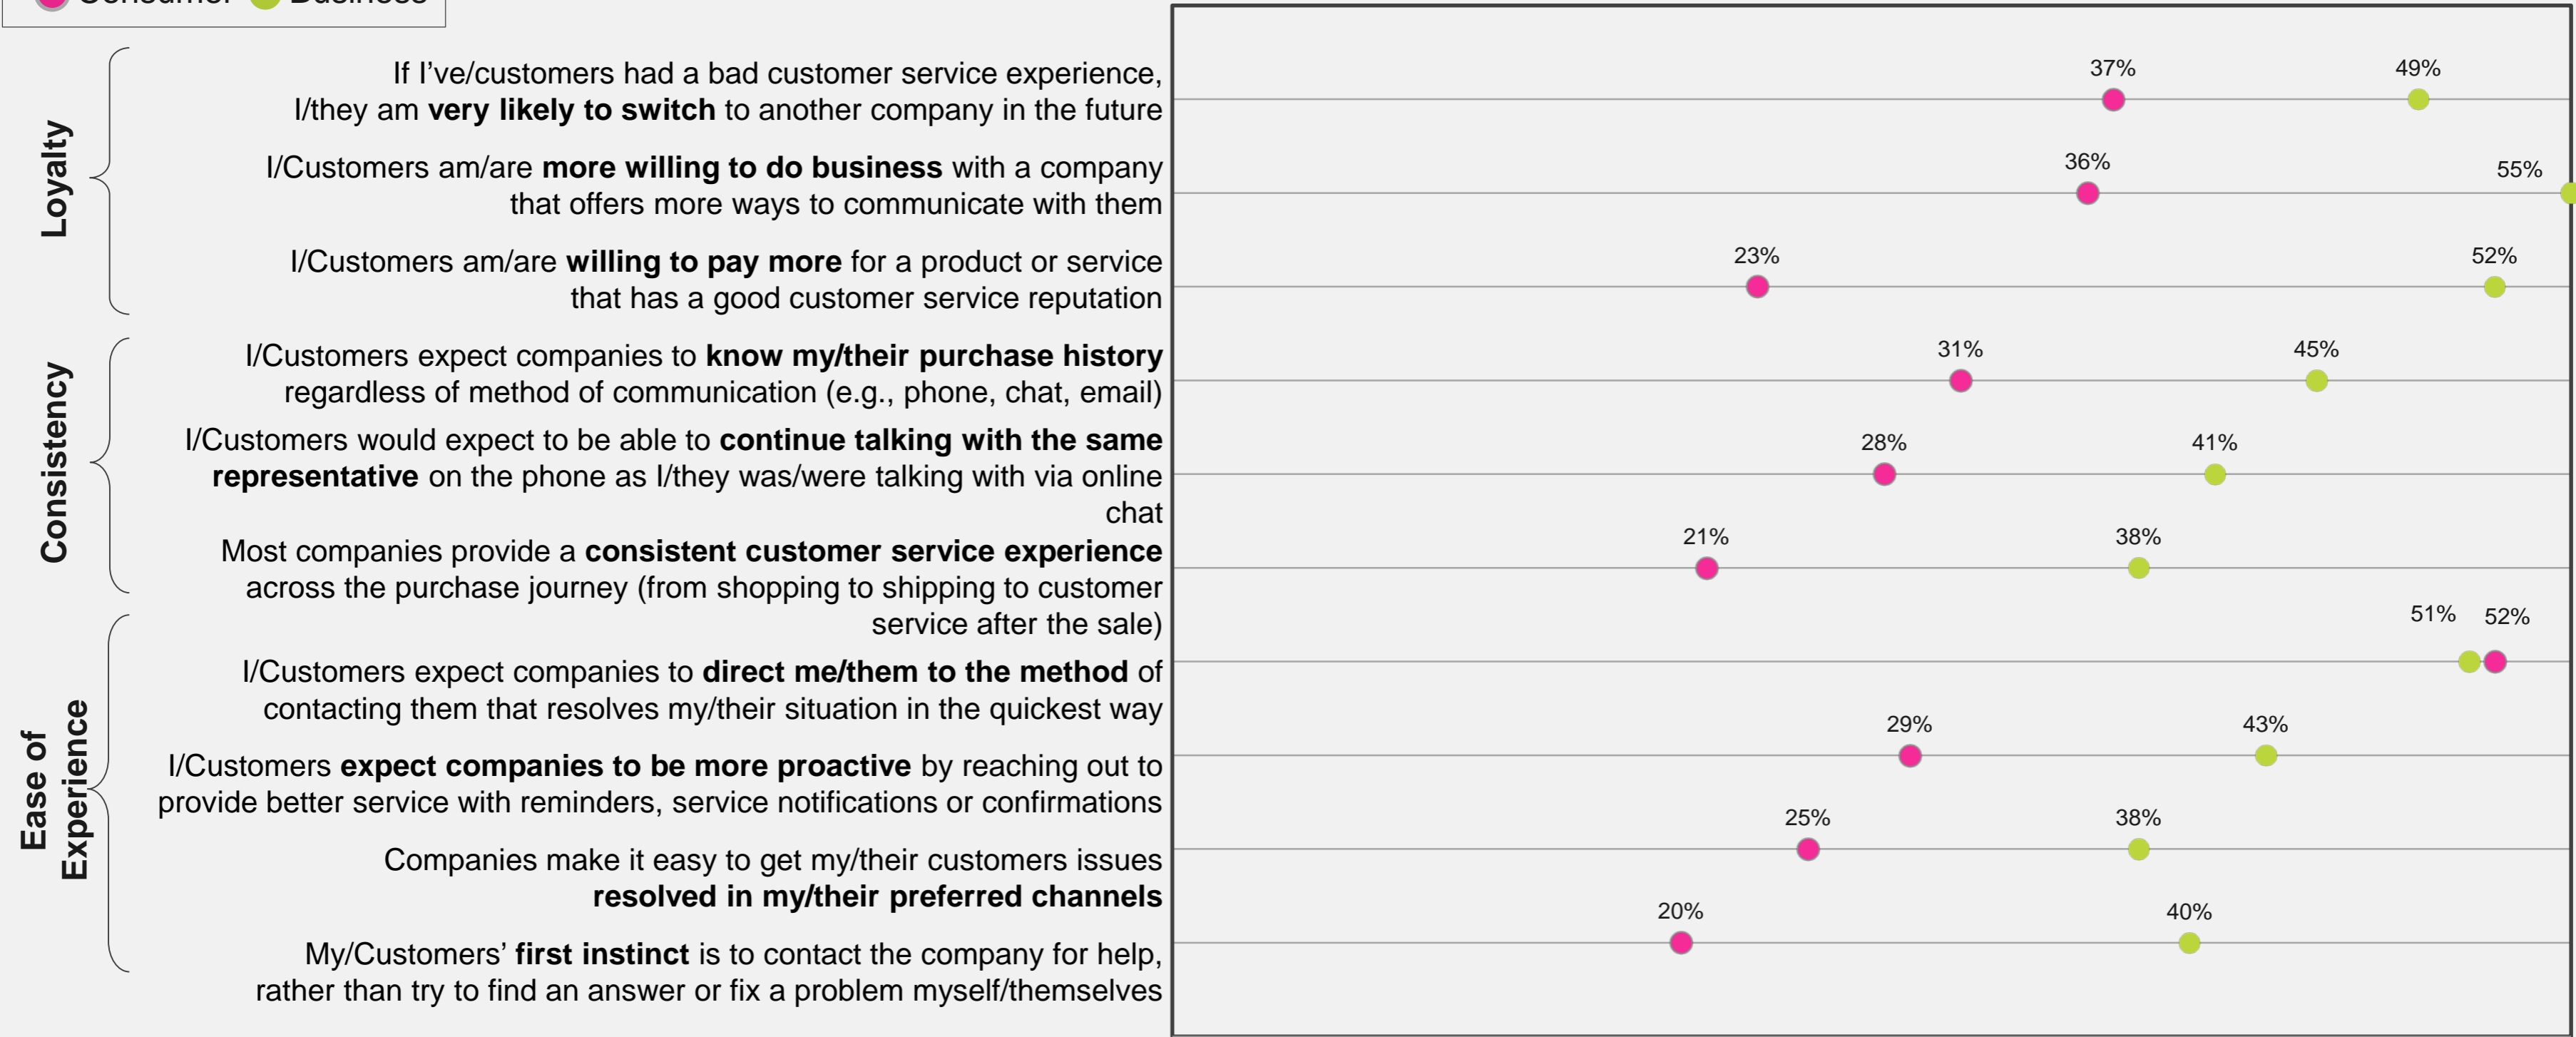 Consumer Business
Loyalty
If I’ve/customers had a bad customer service experience,
I/they am very likely to switch to another company in the future
37% 49%
I/Customers am/are more willing to do business with a company
that offers more ways to communicate with them
36% 55%
I/Customers am/are willing to pay more for a product or service
that has a good customer service reputation
23% 52%
Consistency
I/Customers expect companies to know my/their purchase history
regardless of method of communication (e.g., phone, chat, email)
31% 45%
I/Customers would expect to be able to continue talking with the same
representative on the phone as I/they was/were talking with via online
chat
28% 41%
Most companies provide a consistent customer service experience
across the purchase journey (from shopping to shipping to customer
service after the sale)
21% 38%
Ease of
Experience
I/Customers expect companies to direct me/them to the method of
contacting them that resolves my/their situation in the quickest way
51% 52%
I/Customers expect companies to be more proactive by reaching out to
provide better service with reminders, service notifications or confirmations
29% 43%
Companies make it easy to get my/their customers issues
resolved in my/their preferred channels
25% 38%
My/Customers’ first instinct is to contact the company for help,
rather than try to find an answer or fix a problem myself/themselves
20% 40%